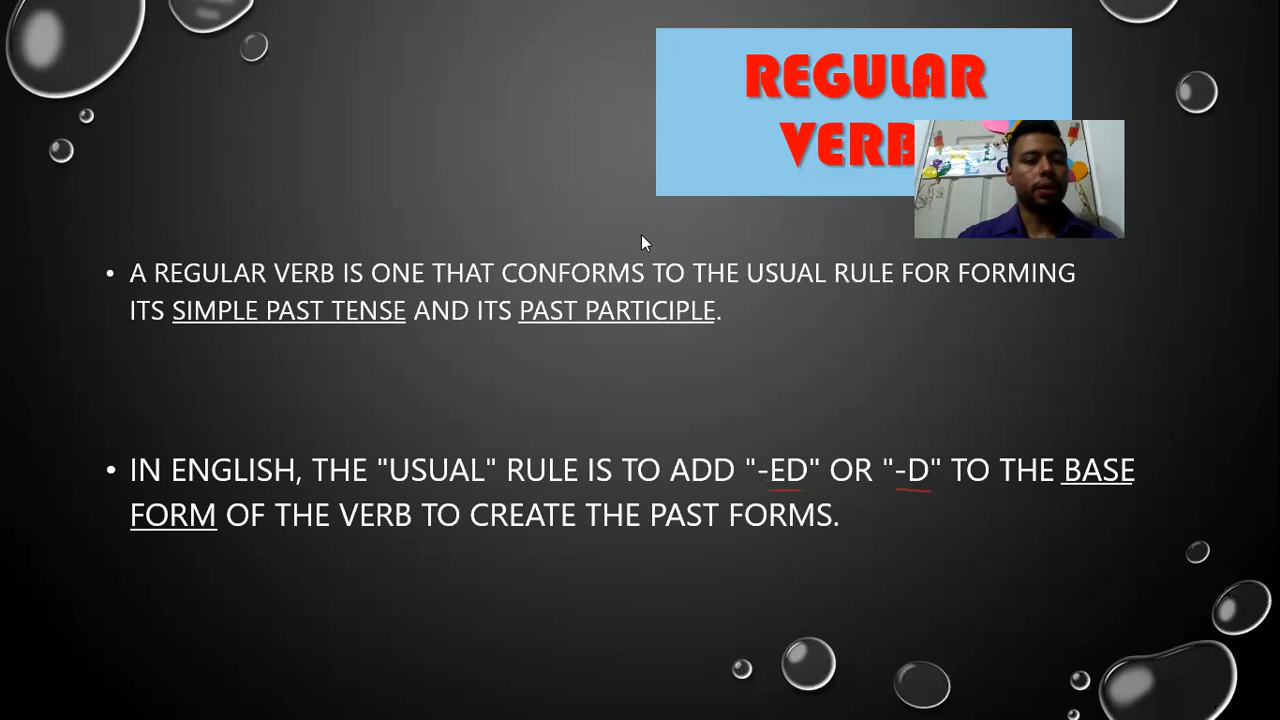 REGULAR
VERB
• A REGULAR VERB IS ONE THAT CONFORMS TO THE USUAL RULE FOR FORMING
ITS SIMPLE PAST TENSE AND ITS PAST PARTICIPLE.
• IN ENGLISH, THE "USUAL" RULE IS TO ADD "-ED" OR "-D" TO THE BASE
FORM OF THE VERB TO CREATE THE PAST FORMS.